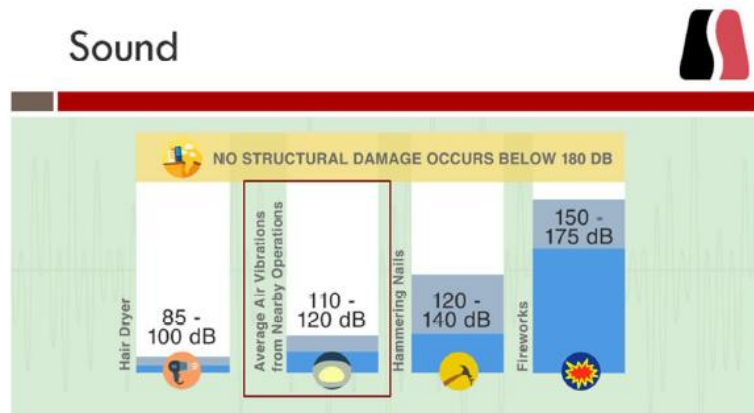 Sound
NO STRUCTURAL DAMAGE OCCURS BELOW 180 DB
Hair Dryer
85 -
100 dB
Average Air Vibrations
from Nearby Operations
110 -
120 dB
Hammering Nails
120 -
140 dB
Fireworks
150 -
175 dB